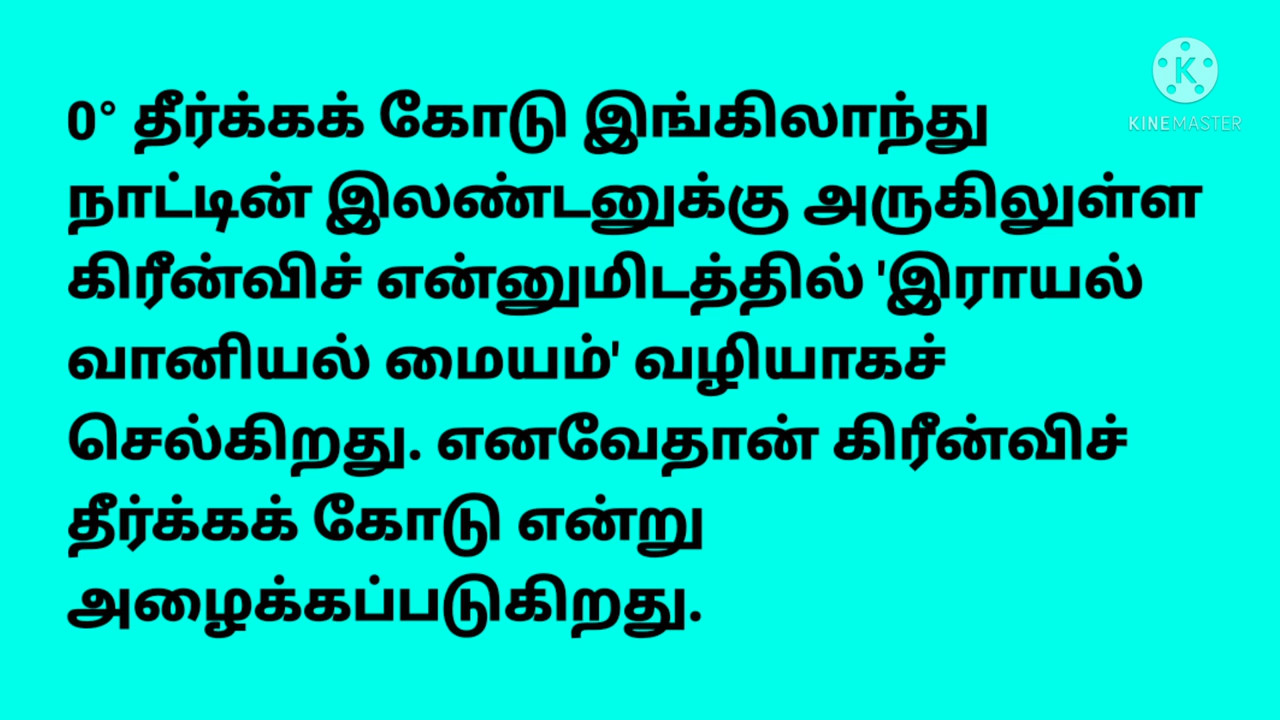 K
KINEMASTER
0° தீர்க்கக் கோடு இங்கிலாந்து
நாட்டின் இலண்டனுக்கு அருகிலுள்ள
கிரீன்விச் என்னுமிடத்தில் 'இராயல்
வானியல் மையம்' வழியாகச்
செல்கிறது. எனவேதான் கிரீன்விச்
தீர்க்கக் கோடு என்று
அழைக்கப்படுகிறது.